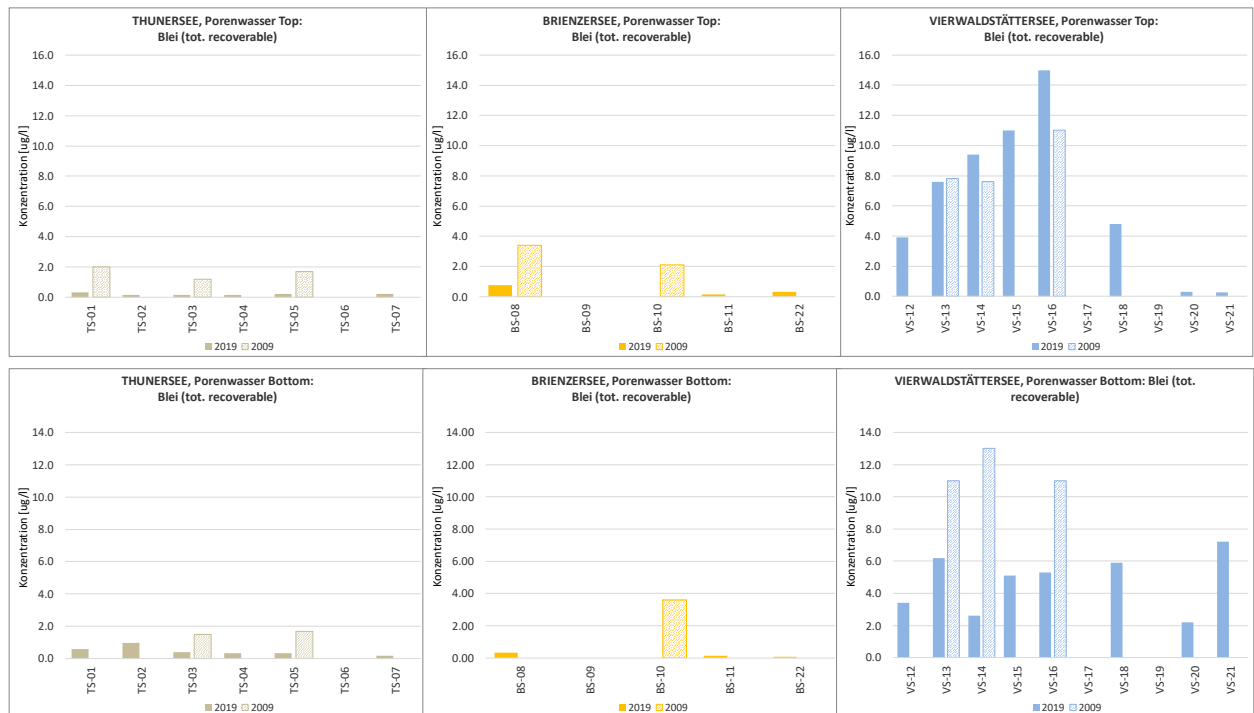 THUNERSEE, Porenwasser Top:
Blei (tot. recoverable)
Konzentration [ug/l]
16.0
14.0
12.0
10.0
8.0
6.0
4.0
2.0
0.0
TS-01
TS-02
TS-03
TS-04
TS-05
TS-06
TS-07
2019 2009
BRIENZERSEE, Porenwasser Top:
Blei (tot. recoverable)
Konzentration [ug/l]
16.0
14.0
12.0
10.0
8.0
6.0
4.0
2.0
0.0
BS-08
BS-09
BS-10
BS-11
BS-22
2019 2009
VIERWALDSTÄTTERSEE, Porenwasser Top:
Blei (tot. recoverable)
Konzentration [ug/l]
16.0
14.0
12.0
10.0
8.0
6.0
4.0
2.0
0.0
VS-12
VS-13
VS-14
VS-15
VS-16
VS-17
VS-18
VS-19
VS-20
VS-21
2019 2009
THUNERSEE, Porenwasser Bottom:
Blei (tot. recoverable)
Konzentration [ug/l]
14.0
12.0
10.0
8.0
6.0
4.0
2.0
0.0
TS-01
TS-02
TS-03
TS-04
TS-05
TS-06
TS-07
2019 2009
BRIENZERSEE, Porenwasser Bottom:
Blei (tot. recoverable)
Konzentration [ug/l]
14.00
12.00
10.00
8.00
6.00
4.00
2.00
0.00
BS-08
BS-09
BS-10
BS-11
BS-22
2019 2009
VIERWALDSTÄTTERSEE, Porenwasser Bottom: Blei (tot.
recoverable)
Konzentration [ug/l]
14.0
12.0
10.0
8.0
6.0
4.0
2.0
0.0
VS-12
VS-13
VS-14
VS-15
VS-16
VS-17
VS-18
VS-19
VS-20
VS-21
2019 2009